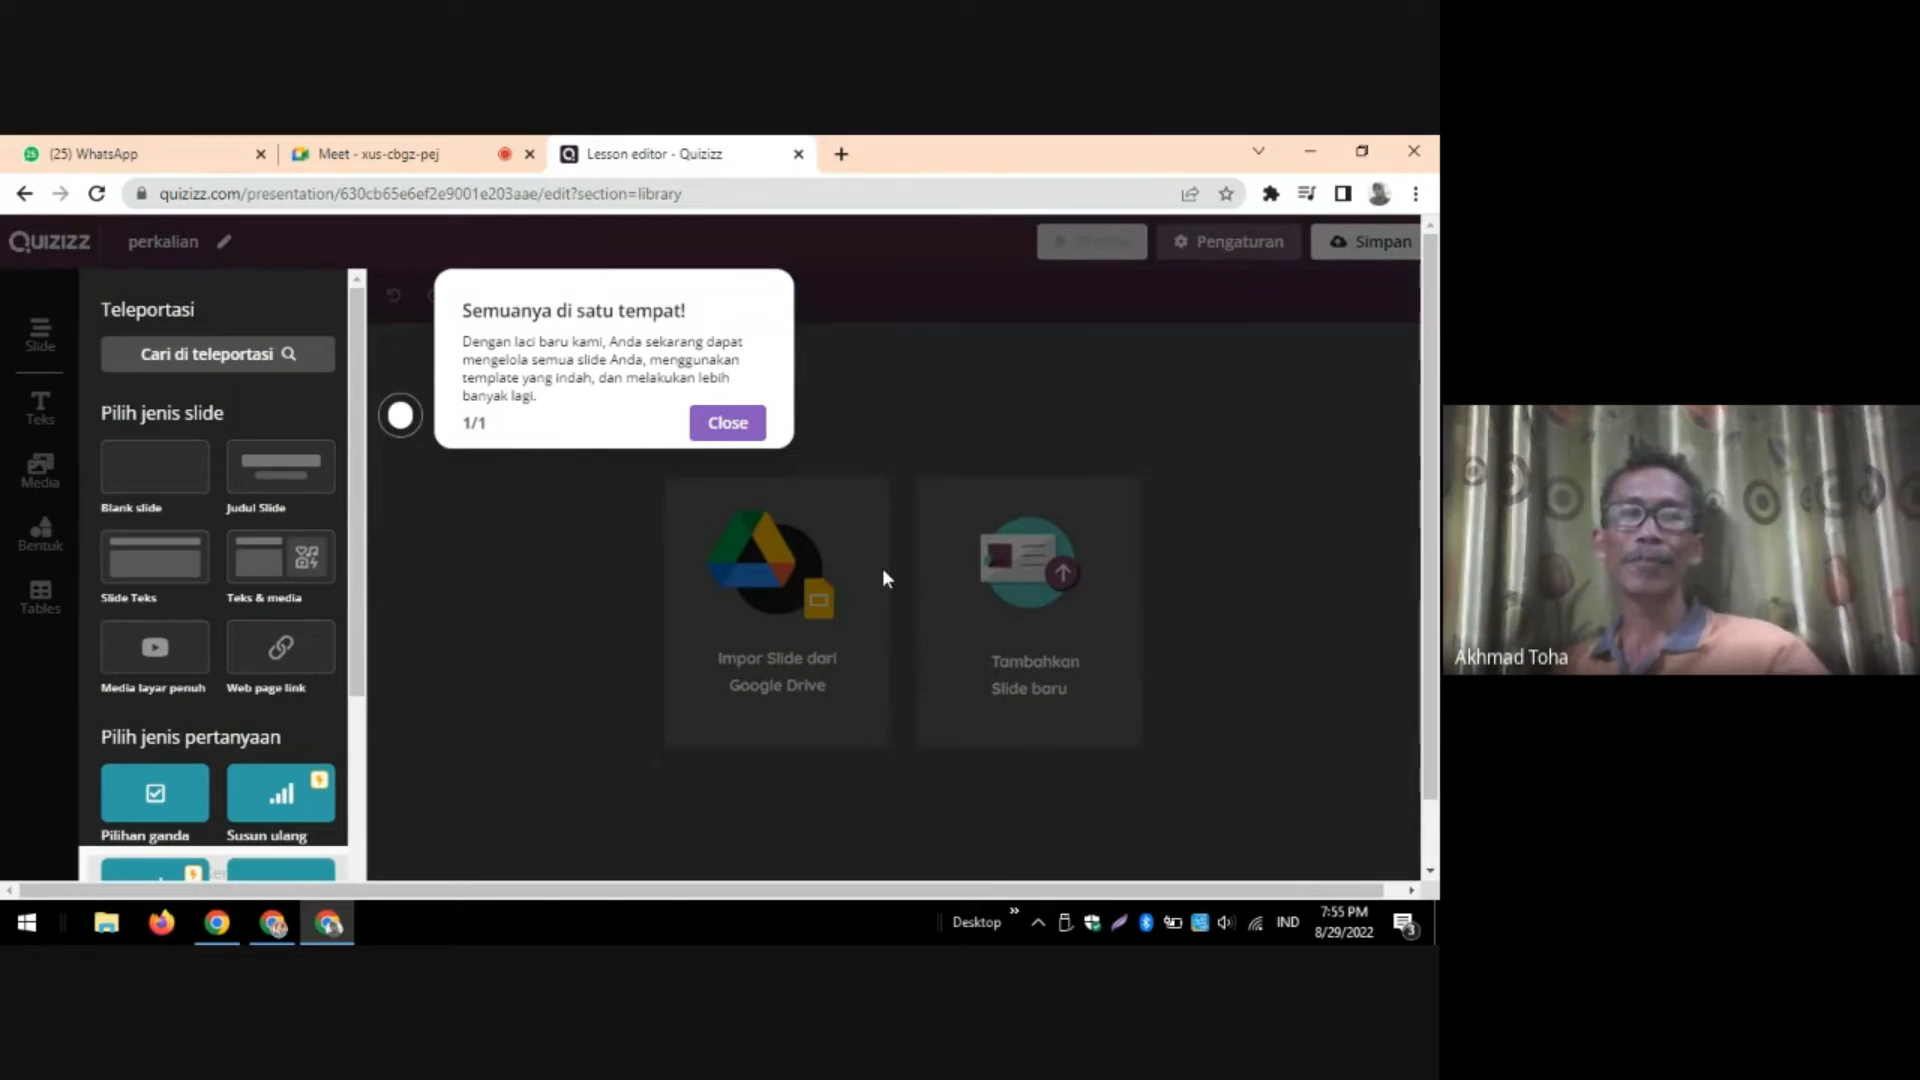 (25) WhatsApp
Meet - xus-cbgz-pej
Lesson editor - Quizizz
quizizz.com/presentation/630cb65e6ef2e9001e203aae/edit?section=library
QUIZIZZ
perkalian
Pengaturan
Simpan
Slide
Teks
Media
Bentuk
Tables
Teleportasi
Cari di teleportasi
Pilih jenis slide
Blank slide
Judul Slide
Slide Teks
Teks & media
Media layar penuh
Web page link
Pilih jenis pertanyaan
Pilihan ganda
Susun ulang
Semuanya di satu tempat!
Dengan laci baru kami, Anda sekarang dapat
mengelola semua slide Anda, menggunakan
template yang indah, dan melakukan lebih
banyak lagi.
1/1
Close
Impor Slide dari
Google Drive
Tambahkan
Slide baru
Akhmad Toha
Desktop
IND
7:55 PM
8/29/2022
3